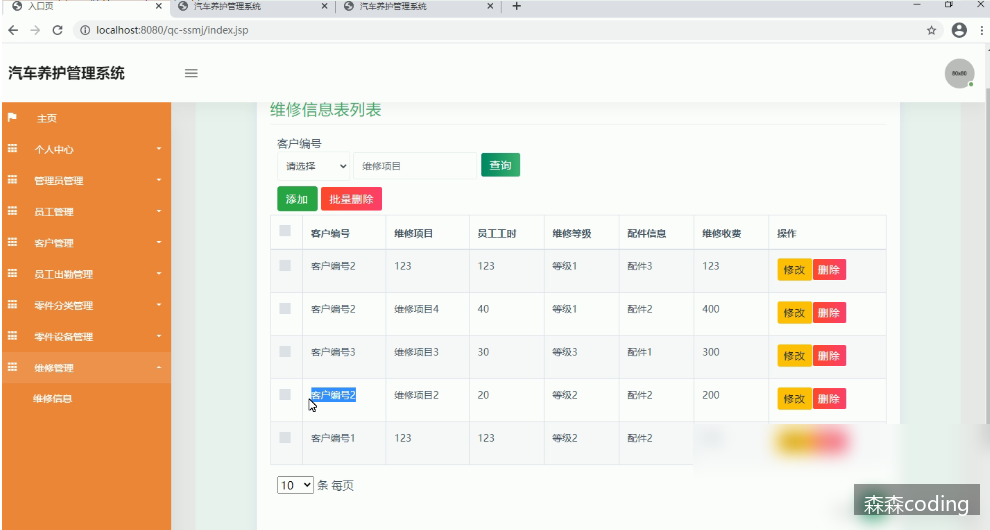 入口页
汽车养护管理系统
汽车养护管理系统
localhost:8080/qc-ssmj/index.jsp
汽车养护管理系统
80x80
主页
个人中心
管理员管理
员工管理
客户管理
员工出勤管理
零件分类管理
零件设备管理
维修管理
维修信息
维修信息表列表
客户编号
请选择 维修项目 查询
添加 批量删除
客户编号 维修项目 员工工时 维修等级 配件信息 维修收费 操作
客户编号2 123 123 等级1 配件3 123 修改 删除
客户编号2 维修项目4 40 等级1 配件2 400 修改 删除
客户编号3 维修项目3 30 等级3 配件1 300 修改 删除
客户编号2 维修项目2 20 等级2 配件2 200 修改 删除
客户编号1 123 123 等级2 配件2
10 条 每页
森森coding